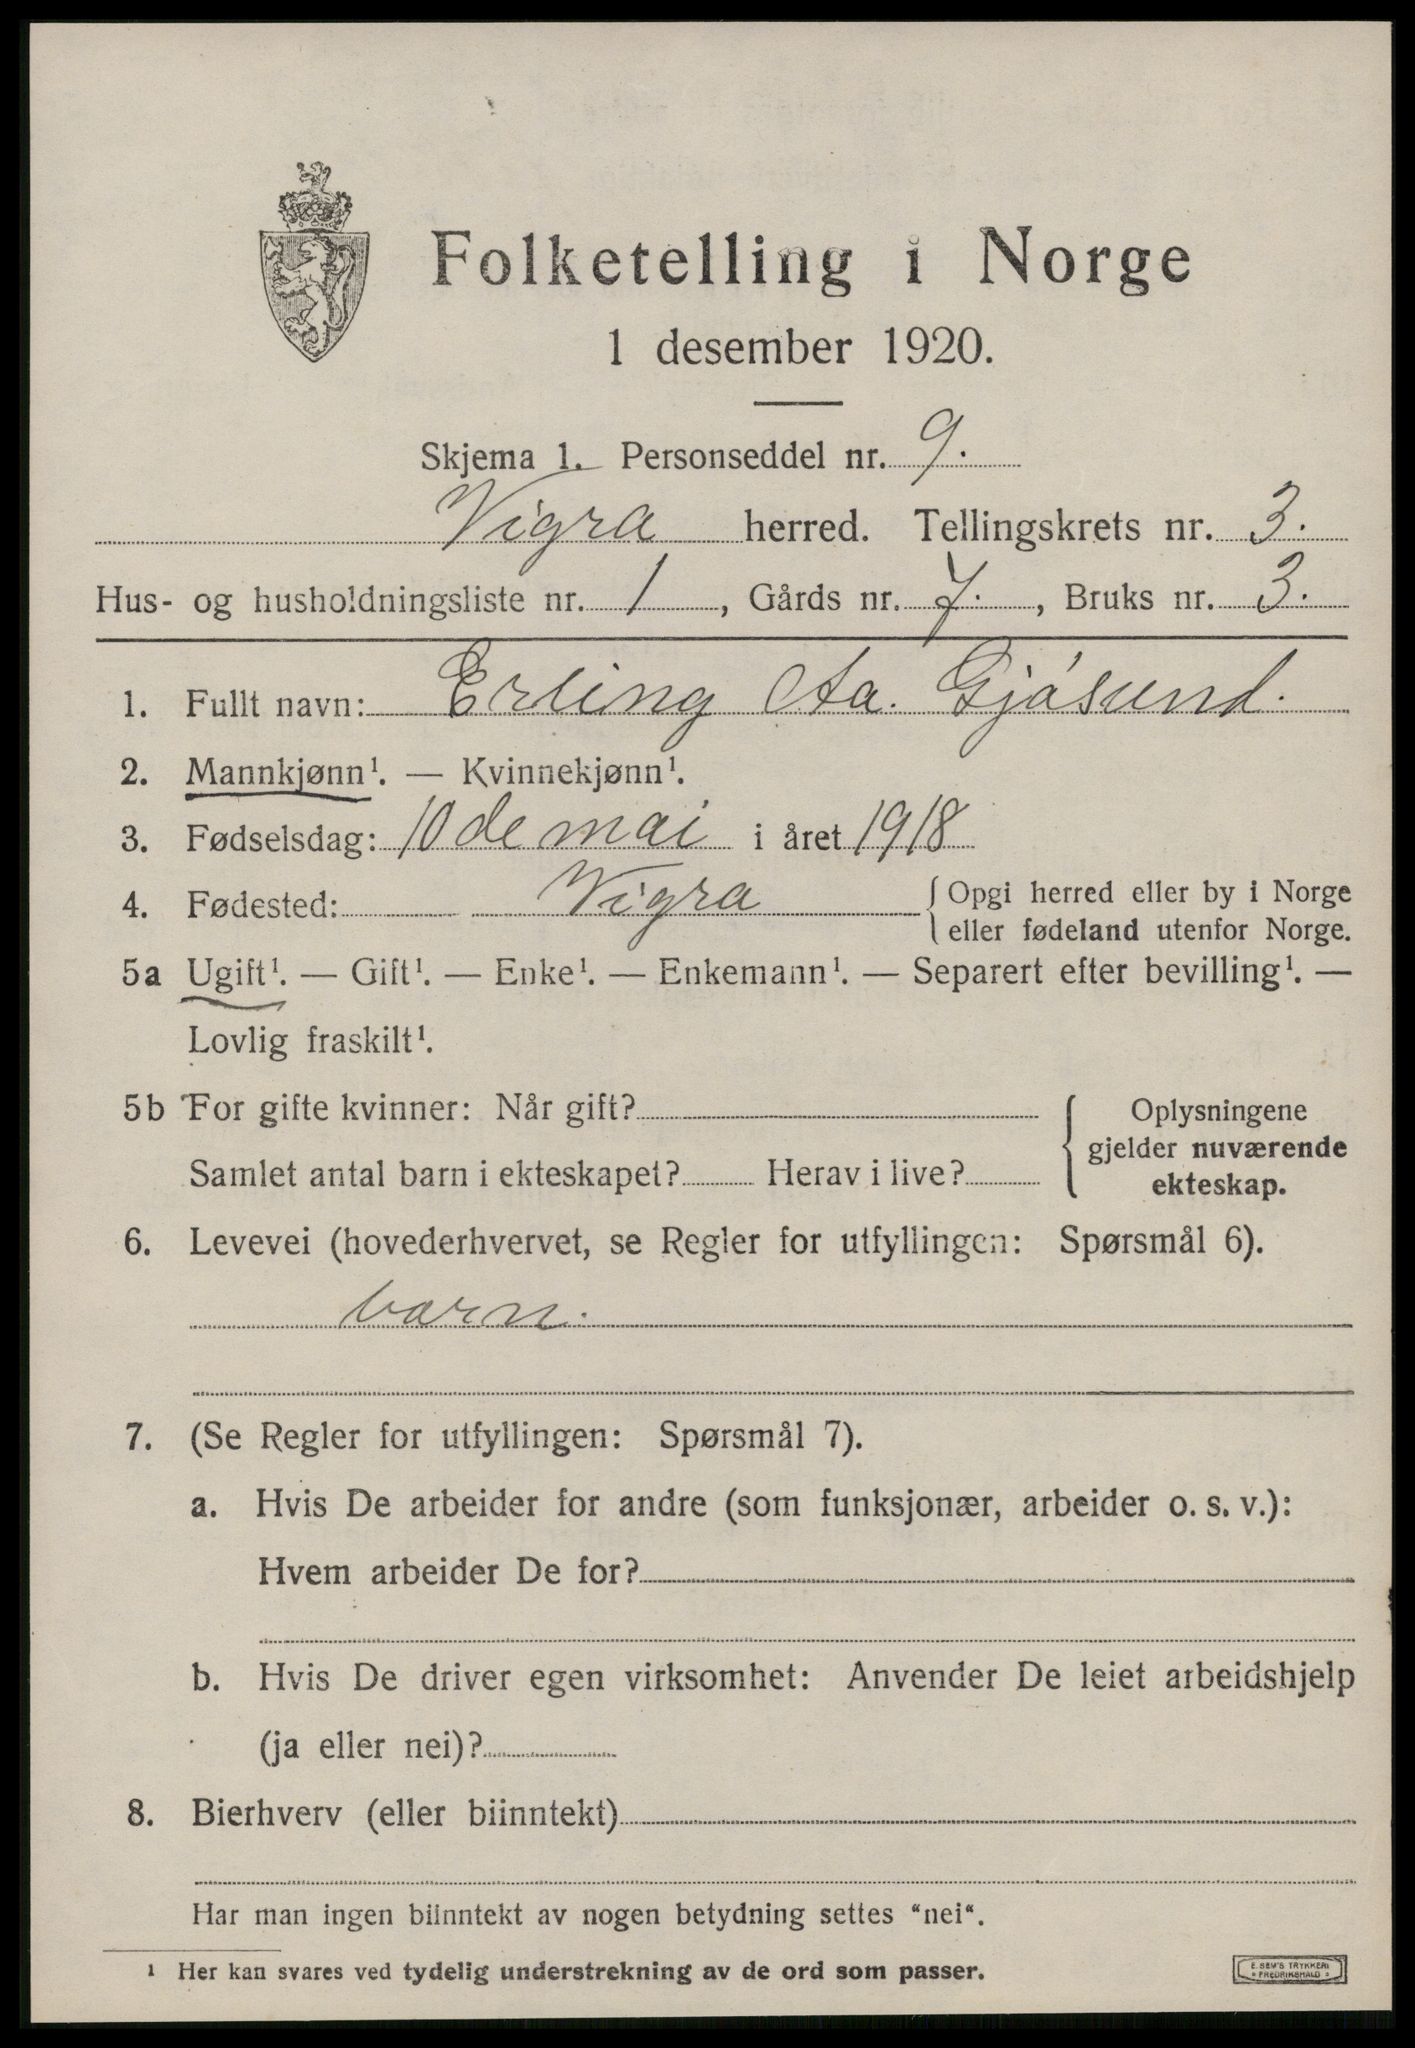 Folketelling i Norge
1 desember 1920.
Skjema 1. Personseddel nr. 9.
Vigra herred. Tellingskrets nr. 3.
Hus- og husholdningsliste nr. 1, Gårds nr. 7., Bruks nr. 3.
1. Fullt navn: Erling Aa. Gjósund.
2. Mannkjønn¹. — Kvinnekjønn¹.
3. Fødselsdag: 10de mai i året 1918
4. Fødested: Vigra { Opgi herred eller by i Norge
eller fødeland utenfor Norge.
5a Ugift¹. — Gift¹. — Enke¹. — Enkemann¹. — Separert efter bevilling¹. —
Lovlig fraskilt¹.
5b For gifte kvinner: Når gift?
Samlet antal barn i ekteskapet? Herav i live?
{ Oplysningene
gjelder nuværende
ekteskap.
6. Levevei (hovederhvervet, se Regler for utfyllingen: Spørsmål 6).
barn.
7. (Se Regler for utfyllingen: Spørsmål 7).
a. Hvis De arbeider for andre (som funksjonær, arbeider o. s. v.):
Hvem arbeider De for?
b. Hvis De driver egen virksomhet: Anvender De leiet arbeidshjelp
(ja eller nei)?
8. Bierhverv (eller biinntekt)
Har man ingen biinntekt av nogen betydning settes "nei".
¹ Her kan svares ved tydelig understrekning av de ord som passer.
E. SEM'S TRYKKERI
FREDRIKSHALD